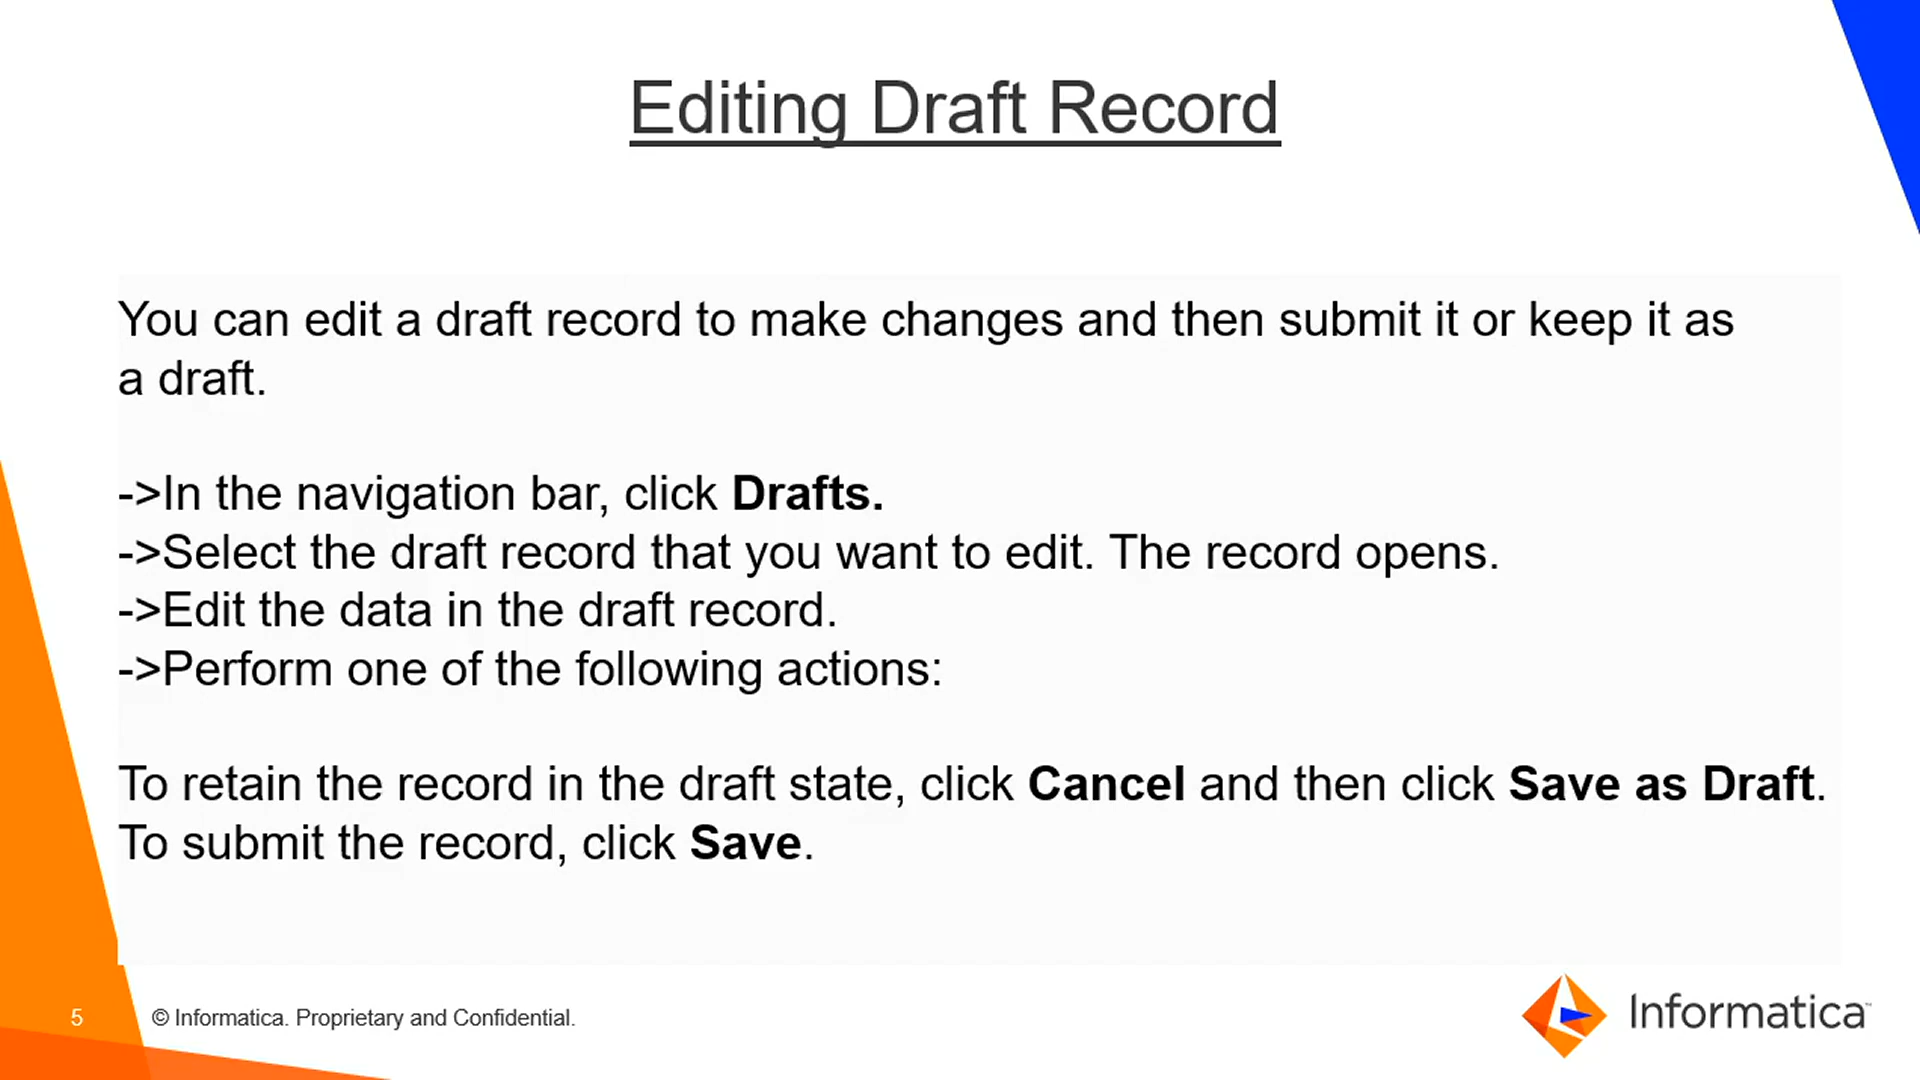 Editing Draft Record
You can edit a draft record to make changes and then submit it or keep it as
a draft.
->In the navigation bar, click Drafts.
->Select the draft record that you want to edit. The record opens.
->Edit the data in the draft record.
->Perform one of the following actions:
To retain the record in the draft state, click Cancel and then click Save as Draft.
To submit the record, click Save.
5
© Informatica. Proprietary and Confidential.
Informatica™